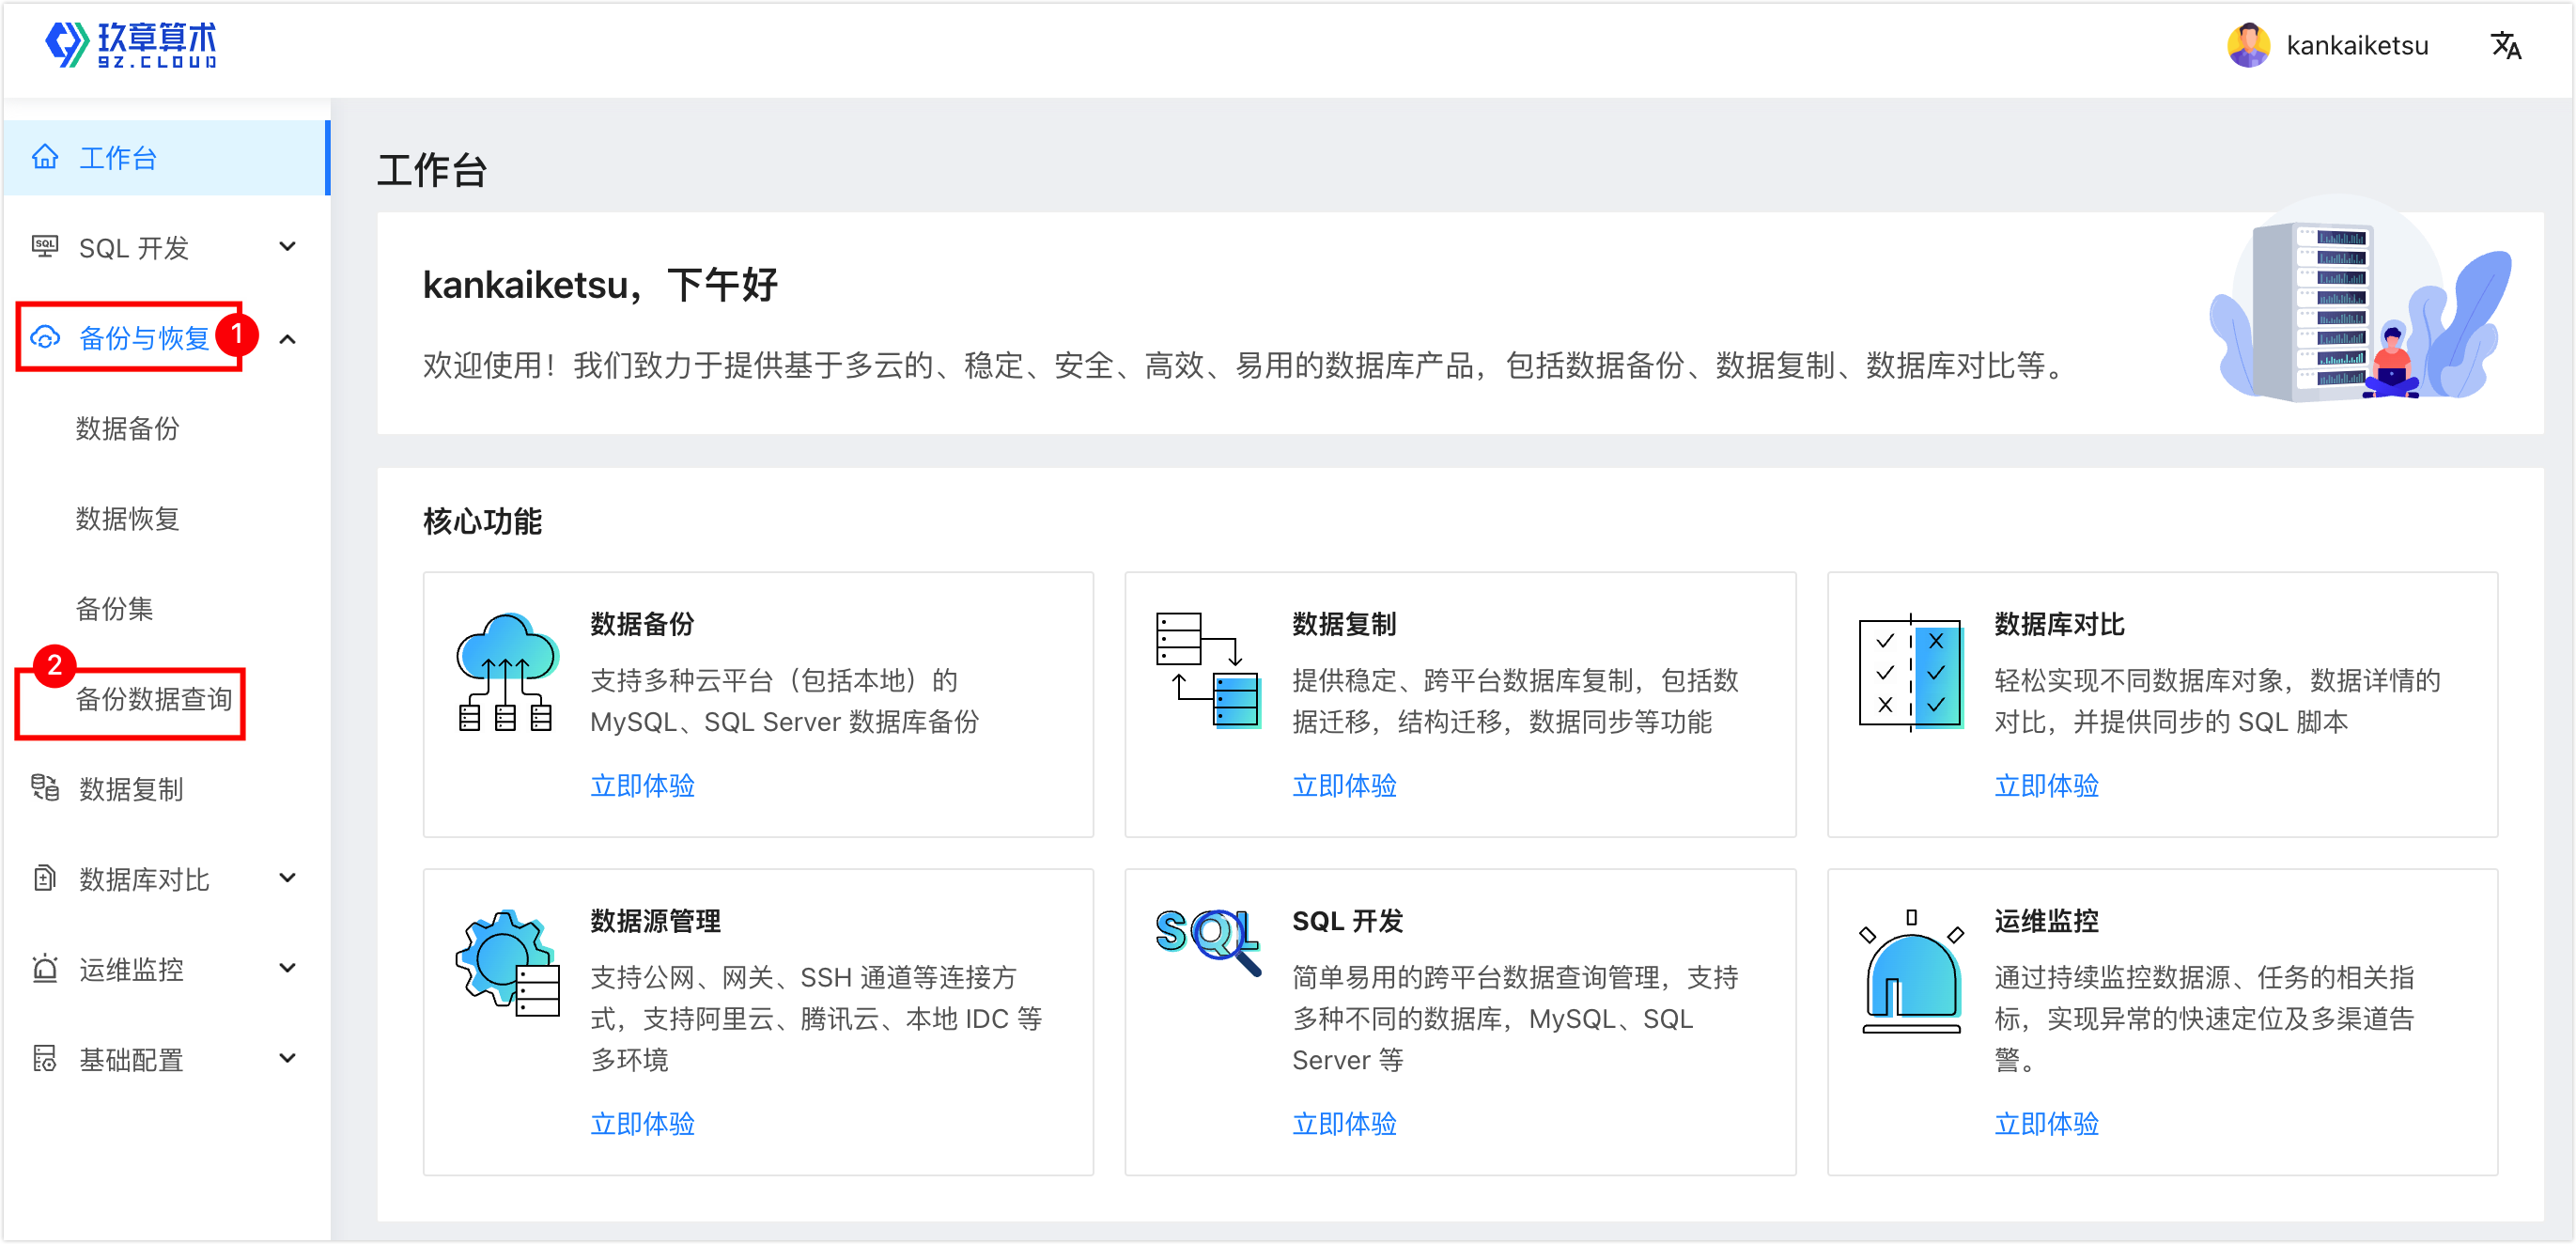 玖章算术
9Z.CLOUD
kankaiketsu
工作台
SQL 开发
备份与恢复
1
数据备份
数据恢复
备份集
2
备份数据查询
数据复制
数据库对比
运维监控
基础配置
工作台
kankaiketsu，下午好
欢迎使用！我们致力于提供基于多云的、稳定、安全、高效、易用的数据库产品，包括数据备份、数据复制、数据库对比等。
核心功能
数据备份
支持多种云平台（包括本地）的
MySQL、SQL Server 数据库备份
立即体验
数据复制
提供稳定、跨平台数据库复制，包括数
据迁移，结构迁移，数据同步等功能
立即体验
数据库对比
轻松实现不同数据库对象，数据详情的
对比，并提供同步的 SQL 脚本
立即体验
数据源管理
支持公网、网关、SSH 通道等连接方
式，支持阿里云、腾讯云、本地 IDC 等
多环境
立即体验
SQL
SQL 开发
简单易用的跨平台数据查询管理，支持
多种不同的数据库，MySQL、SQL
Server 等
立即体验
运维监控
通过持续监控数据源、任务的相关指
标，实现异常的快速定位及多渠道告
警。
立即体验